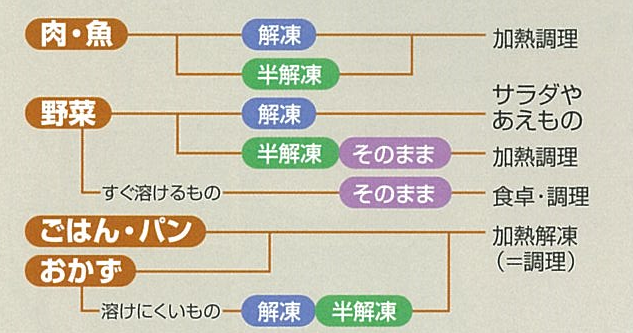 肉・魚 解凍 加熱調理
半解凍
野菜 解凍 サラダや
あえもの
半解凍 そのまま 加熱調理
すぐ溶けるもの そのまま 食卓・調理
ごはん・パン 加熱解凍
(=調理)
おかず
溶けにくいもの 解凍 半解凍